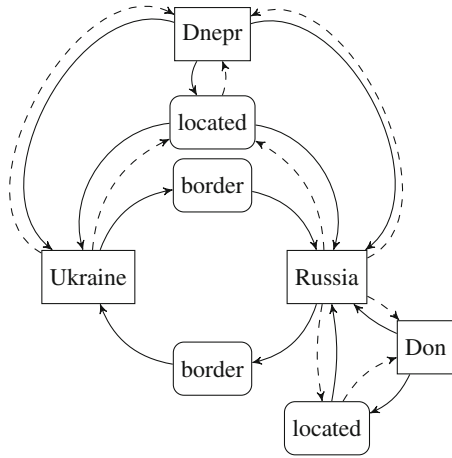 Dnepr
located
border
Ukraine
Russia
Don
border
located